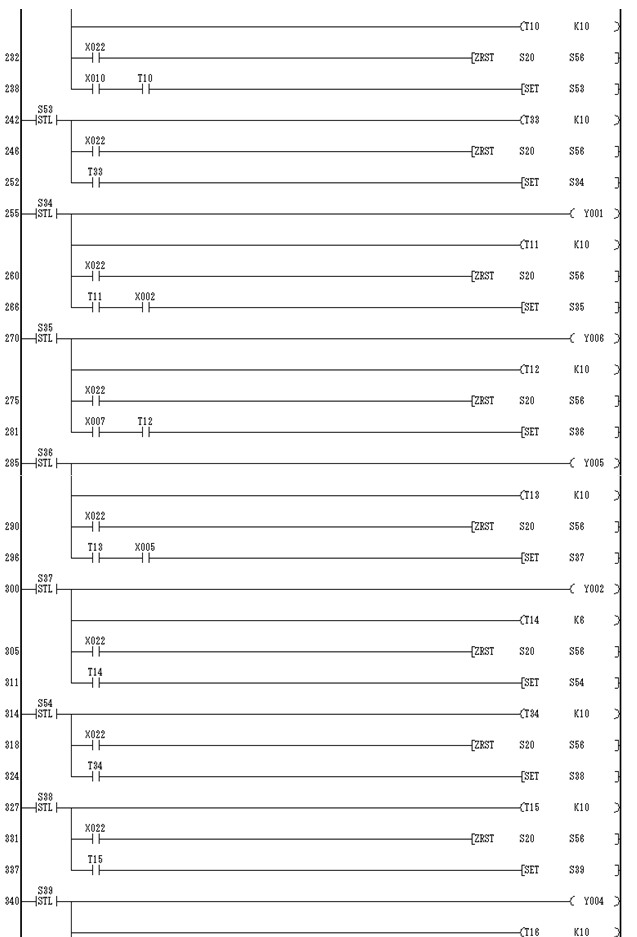 T10 K10
X022
232 ZRST S20 S56
X010 T10
238 SET S53
S53
242 STL T33 K10
X022
246 ZRST S20 S56
T33
252 SET S34
S34
255 STL Y001
T11 K10
X022
260 ZRST S20 S56
T11 X002
266 SET S35
S35
270 STL Y006
T12 K10
X022
275 ZRST S20 S56
X007 T12
281 SET S36
S36
285 STL Y005
T13 K10
X022
290 ZRST S20 S56
T13 X005
296 SET S37
S37
300 STL Y002
T14 K6
X022
305 ZRST S20 S56
T14
311 SET S54
S54
314 STL T34 K10
X022
318 ZRST S20 S56
T34
324 SET S38
S38
327 STL T15 K10
X022
331 ZRST S20 S56
T15
337 SET S39
S39
340 STL Y004
T16 K10